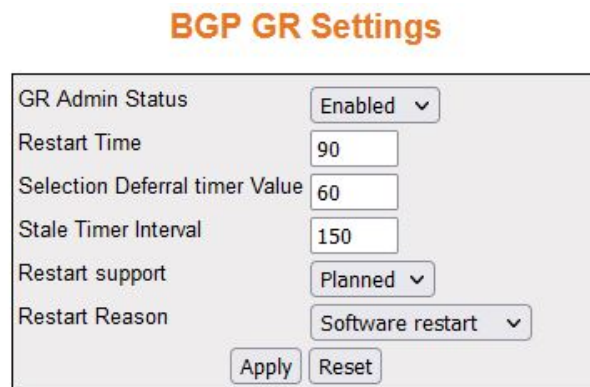 BGP GR Settings
GR Admin Status Enabled
Restart Time 90
Selection Deferral timer Value 60
Stale Timer Interval 150
Restart support Planned
Restart Reason Software restart
Apply Reset